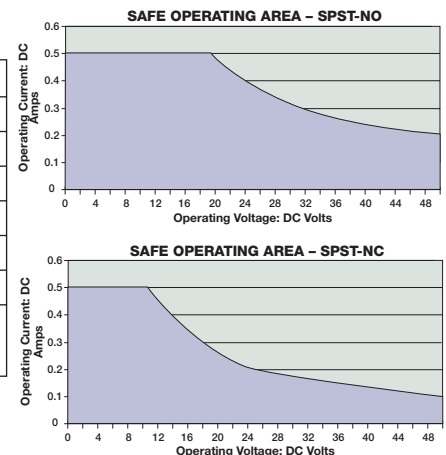 SAFE OPERATING AREA – SPST-NO
Operating Current: DC
Amps
0.6
0.5
0.4
0.3
0.2
0.1
0
0 4 8 12 16 20 24 28 32 36 40 44 48
Operating Voltage: DC Volts
SAFE OPERATING AREA – SPST-NC
Operating Current: DC
Amps
0.6
0.5
0.4
0.3
0.2
0.1
0
0 4 8 12 16 20 24 28 32 36 40 44 48
Operating Voltage: DC Volts